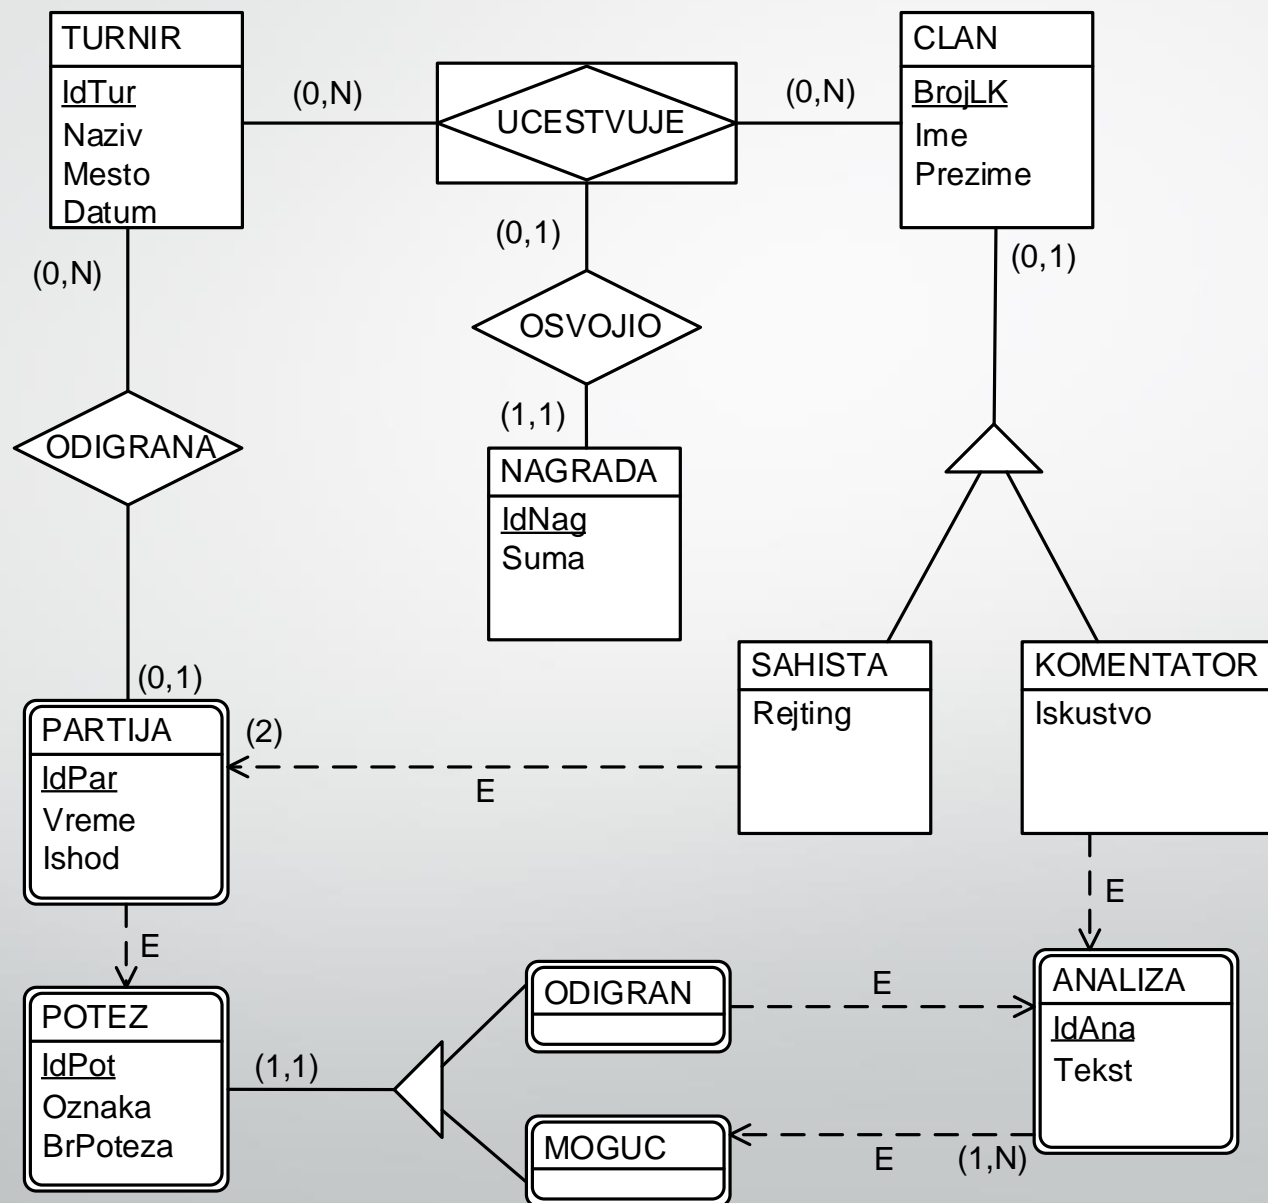 TURNIR
IdTur
Naziv
Mesto
Datum
(0,N)
UCESTVUJE
(0,N)
CLAN
BrojLK
Ime
Prezime
(0,N)
(0,1)
(0,1)
OSVOJIO
ODIGRANA
(1,1)
NAGRADA
IdNag
Suma
(0,1)
PARTIJA
IdPar
Vreme
Ishod
(2)
E
SAHISTA
Rejting
KOMENTATOR
Iskustvo
E
E
POTEZ
IdPot
Oznaka
BrPoteza
(1,1)
ODIGRAN
E
ANALIZA
IdAna
Tekst
MOGUC
E
(1,N)